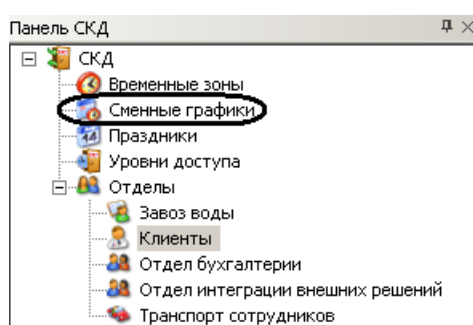 Панель СКД
СКД
Временные зоны
Сменные графики
Праздники
Уровни доступа
Отделы
Завоз воды
Клиенты
Отдел бухгалтерии
Отдел интеграции внешних решений
Транспорт сотрудников